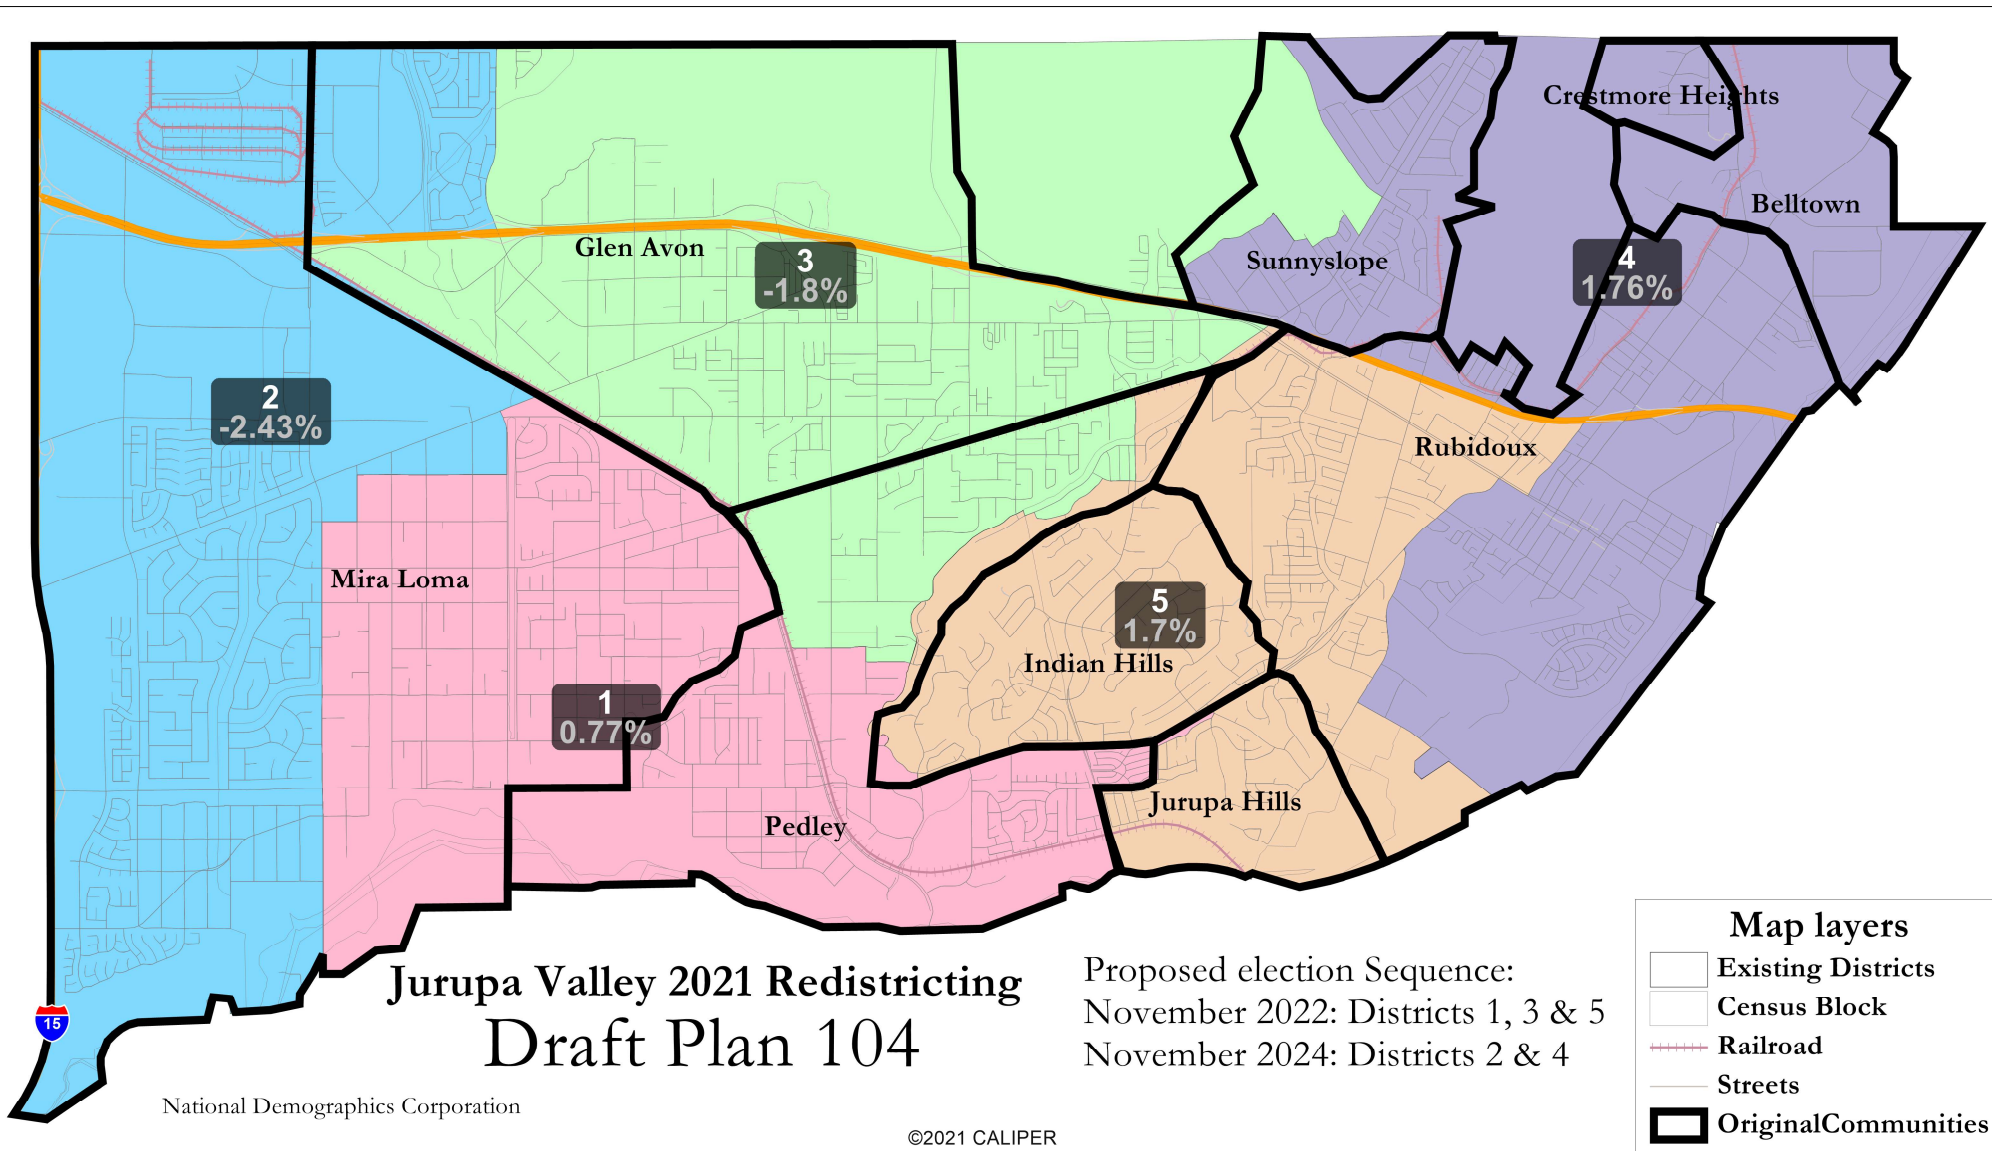 Crestmore Heights
Belltown
Glen Avon
Sunnyslope
3
-1.8%
4
1.76%
2
-2.43%
Rubidoux
Mira Loma
5
1.7%
Indian Hills
1
0.77%
Jurupa Hills
Pedley
Jurupa Valley 2021 Redistricting
Draft Plan 104
Proposed election Sequence:
November 2022: Districts 1, 3 & 5
November 2024: Districts 2 & 4
15
National Demographics Corporation
©2021 CALIPER
Map layers
Existing Districts
Census Block
Railroad
Streets
OriginalCommunities